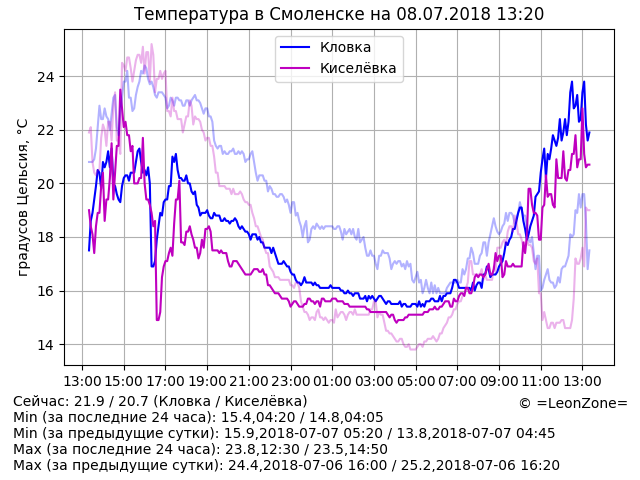 Температура в Смоленске на 08.07.2018 13:20
Кловка
Киселёвка
градусов Цельсия, °C
24
22
20
18
16
14
13:00 15:00 17:00 19:00 21:00 23:00 01:00 03:00 05:00 07:00 09:00 11:00 13:00
Сейчас: 21.9 / 20.7 (Кловка / Киселёвка)
© =LeonZone=
Min (за последние 24 часа): 15.4,04:20 / 14.8,04:05
Min (за предыдущие сутки): 15.9,2018-07-07 05:20 / 13.8,2018-07-07 04:45
Max (за последние 24 часа): 23.8,12:30 / 23.5,14:50
Max (за предыдущие сутки): 24.4,2018-07-06 16:00 / 25.2,2018-07-06 16:20